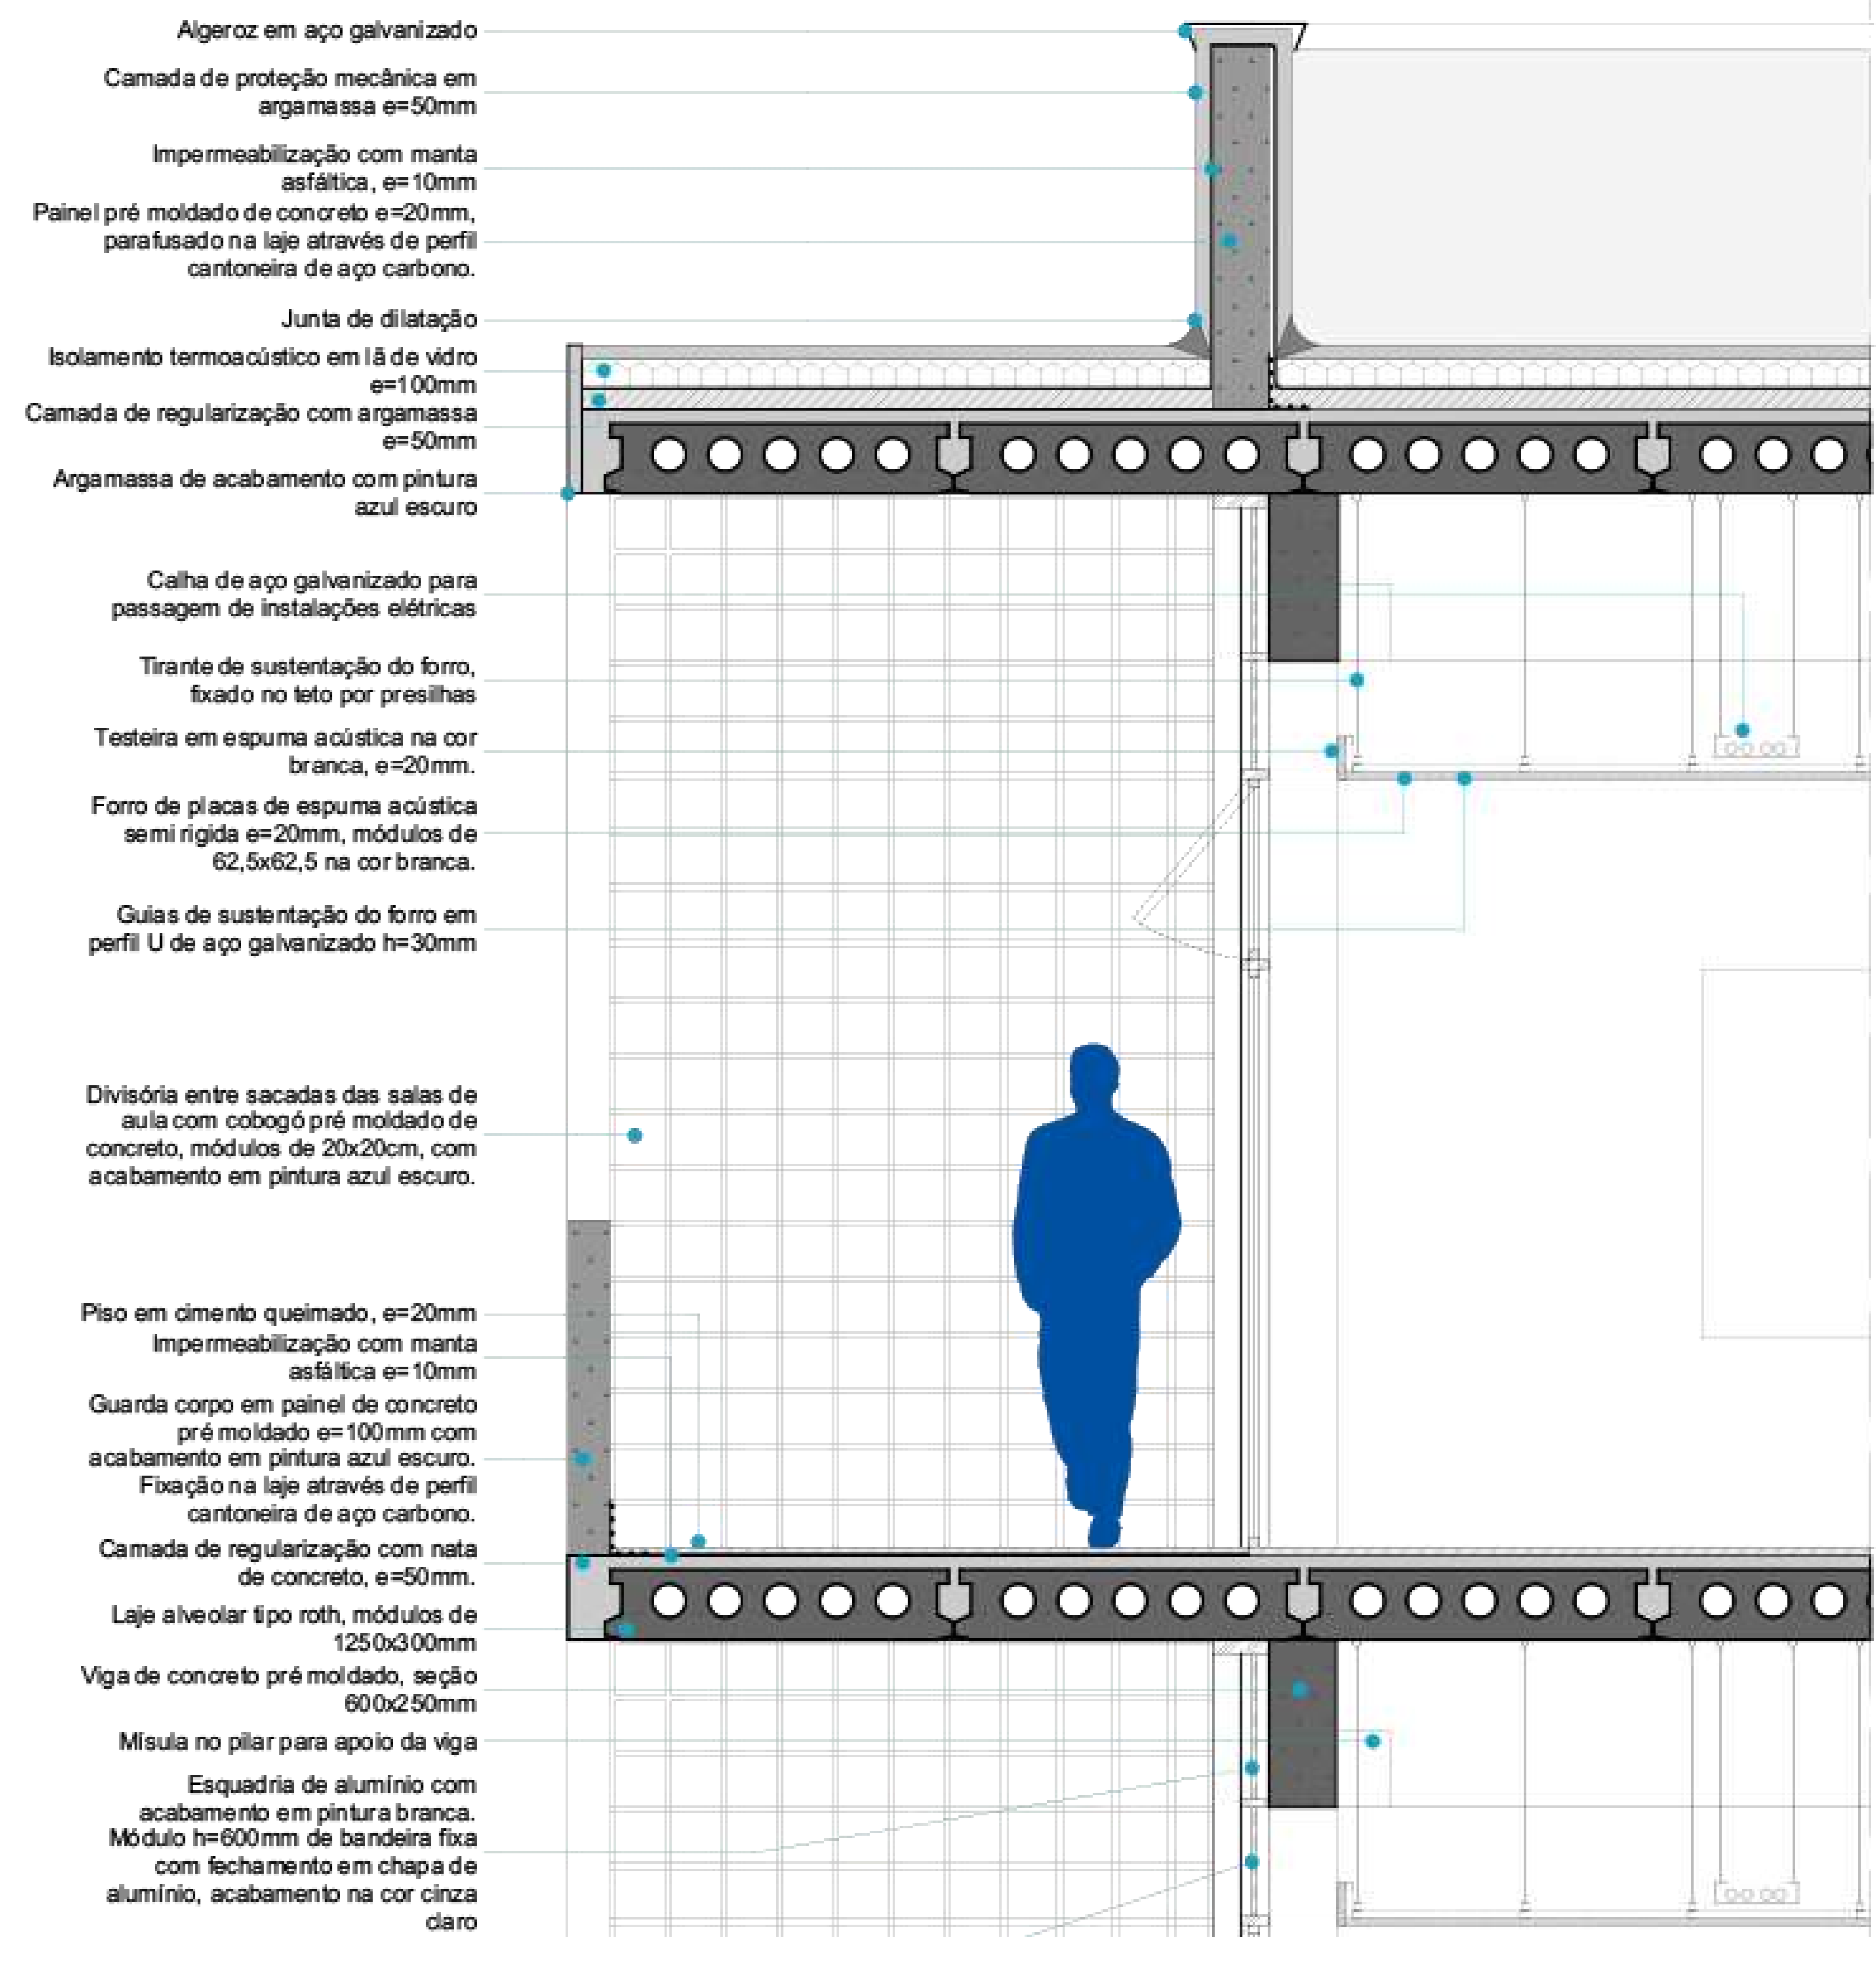 Algeroz em aço galvanizado
Camada de proteção mecânica em
argamassa e=50mm
Impermeabilização com manta
asfáltica, e=10mm
Painel pré moldado de concreto e=20mm,
parafusado na laje através de perfil
cantoneira de aço carbono.
Junta de dilatação
Isolamento termoacústico em lã de vidro
e=100mm
Camada de regularização com argamassa
e=50mm
Argamassa de acabamento com pintura
azul escuro
Calha de aço galvanizado para
passagem de instalações elétricas
Tirante de sustentação do forro,
fixado no teto por presilhas
Testeira em espuma acústica na cor
branca, e=20mm.
Forro de placas de espuma acústica
semi rigida e=20mm, módulos de
62,5x62,5 na cor branca.
Guias de sustentação do forro em
perfil U de aço galvanizado h=30mm
Divisória entre sacadas das salas de
aula com cobogó pré moldado de
concreto, módulos de 20x20cm, com
acabamento em pintura azul escuro.
Piso em cimento queimado, e=20mm
Impermeabilização com manta
asfáltica e=10mm
Guarda corpo em painel de concreto
pré moldado e=100mm com
acabamento em pintura azul escuro.
Fixação na laje através de perfil
cantoneira de aço carbono.
Camada de regularização com nata
de concreto, e=50mm.
Laje alveolar tipo roth, módulos de
1250x300mm
Viga de concreto pré moldado, seção
600x250mm
Mísula no pilar para apoio da viga
Esquadria de alumínio com
acabamento em pintura branca.
Módulo h=600mm de bandeira fixa
com fechamento em chapa de
alumínio, acabamento na cor cinza
claro